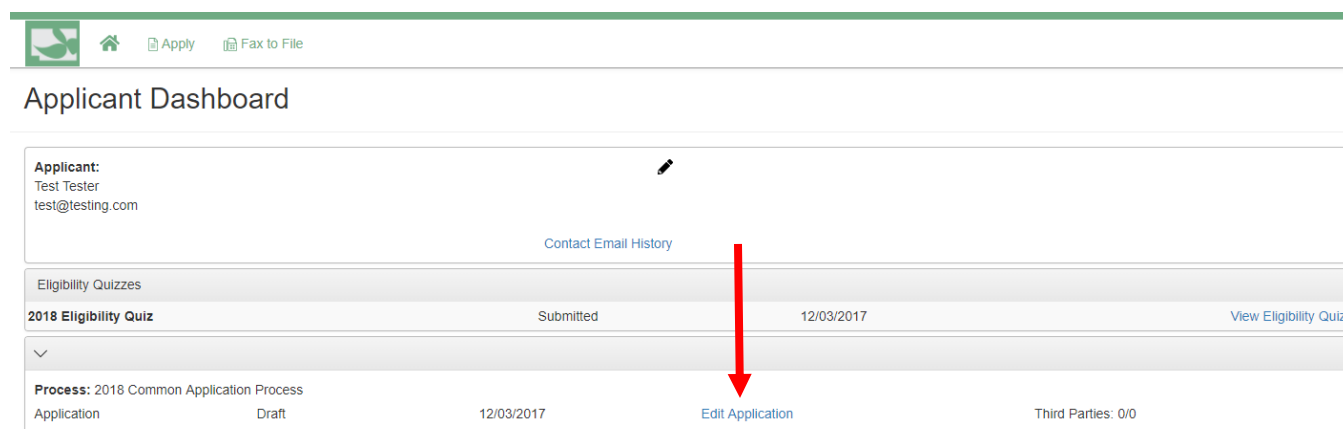 Apply Fax to File
Applicant Dashboard
Applicant:
Test Tester
test@testing.com
Contact Email History
Eligibility Quizzes
2018 Eligibility Quiz Submitted 12/03/2017 View Eligibility Quiz
Process: 2018 Common Application Process
Application Draft 12/03/2017 Edit Application Third Parties: 0/0